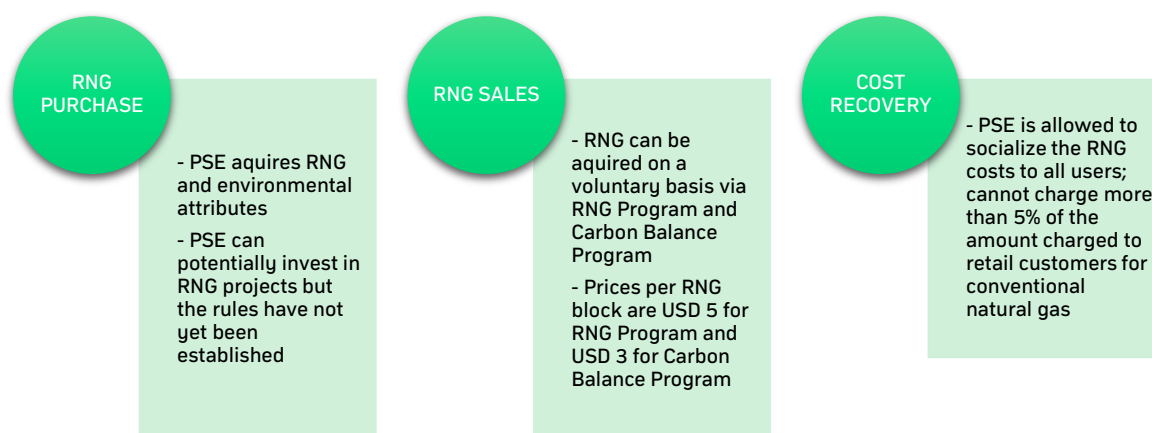 RNG
PURCHASE
- PSE aquires RNG
and environmental
attributes
- PSE can
potentially invest in
RNG projects but
the rules have not
yet been
established
RNG SALES
- RNG can be
aquired on a
voluntary basis via
RNG Program and
Carbon Balance
Program
- Prices per RNG
block are USD 5 for
RNG Program and
USD 3 for Carbon
Balance Program
COST
RECOVERY
- PSE is allowed to
socialize the RNG
costs to all users;
cannot charge more
than 5% of the
amount charged to
retail customers for
conventional
natural gas